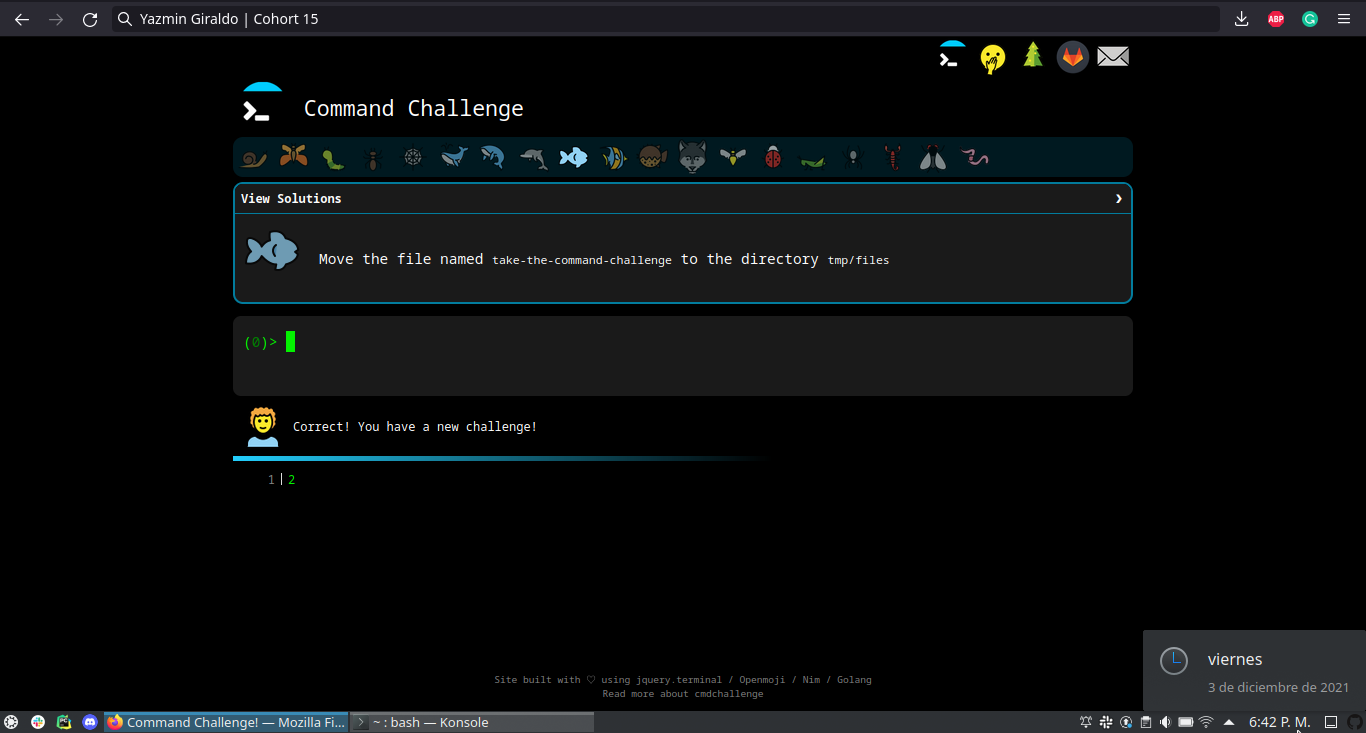 Yazmin Giraldo | Cohort 15
ABP
G
Command Challenge
View Solutions
Move the file named take-the-command-challenge to the directory tmp/files
(0)>
Correct! You have a new challenge!
1 | 2
Site built with ♡ using jquery.terminal / Openmoji / Nim / Golang
Read more about cmdchallenge
viernes
3 de diciembre de 2021
Command Challenge! — Mozilla Fi...
~ : bash — Konsole
6:42 P. M.